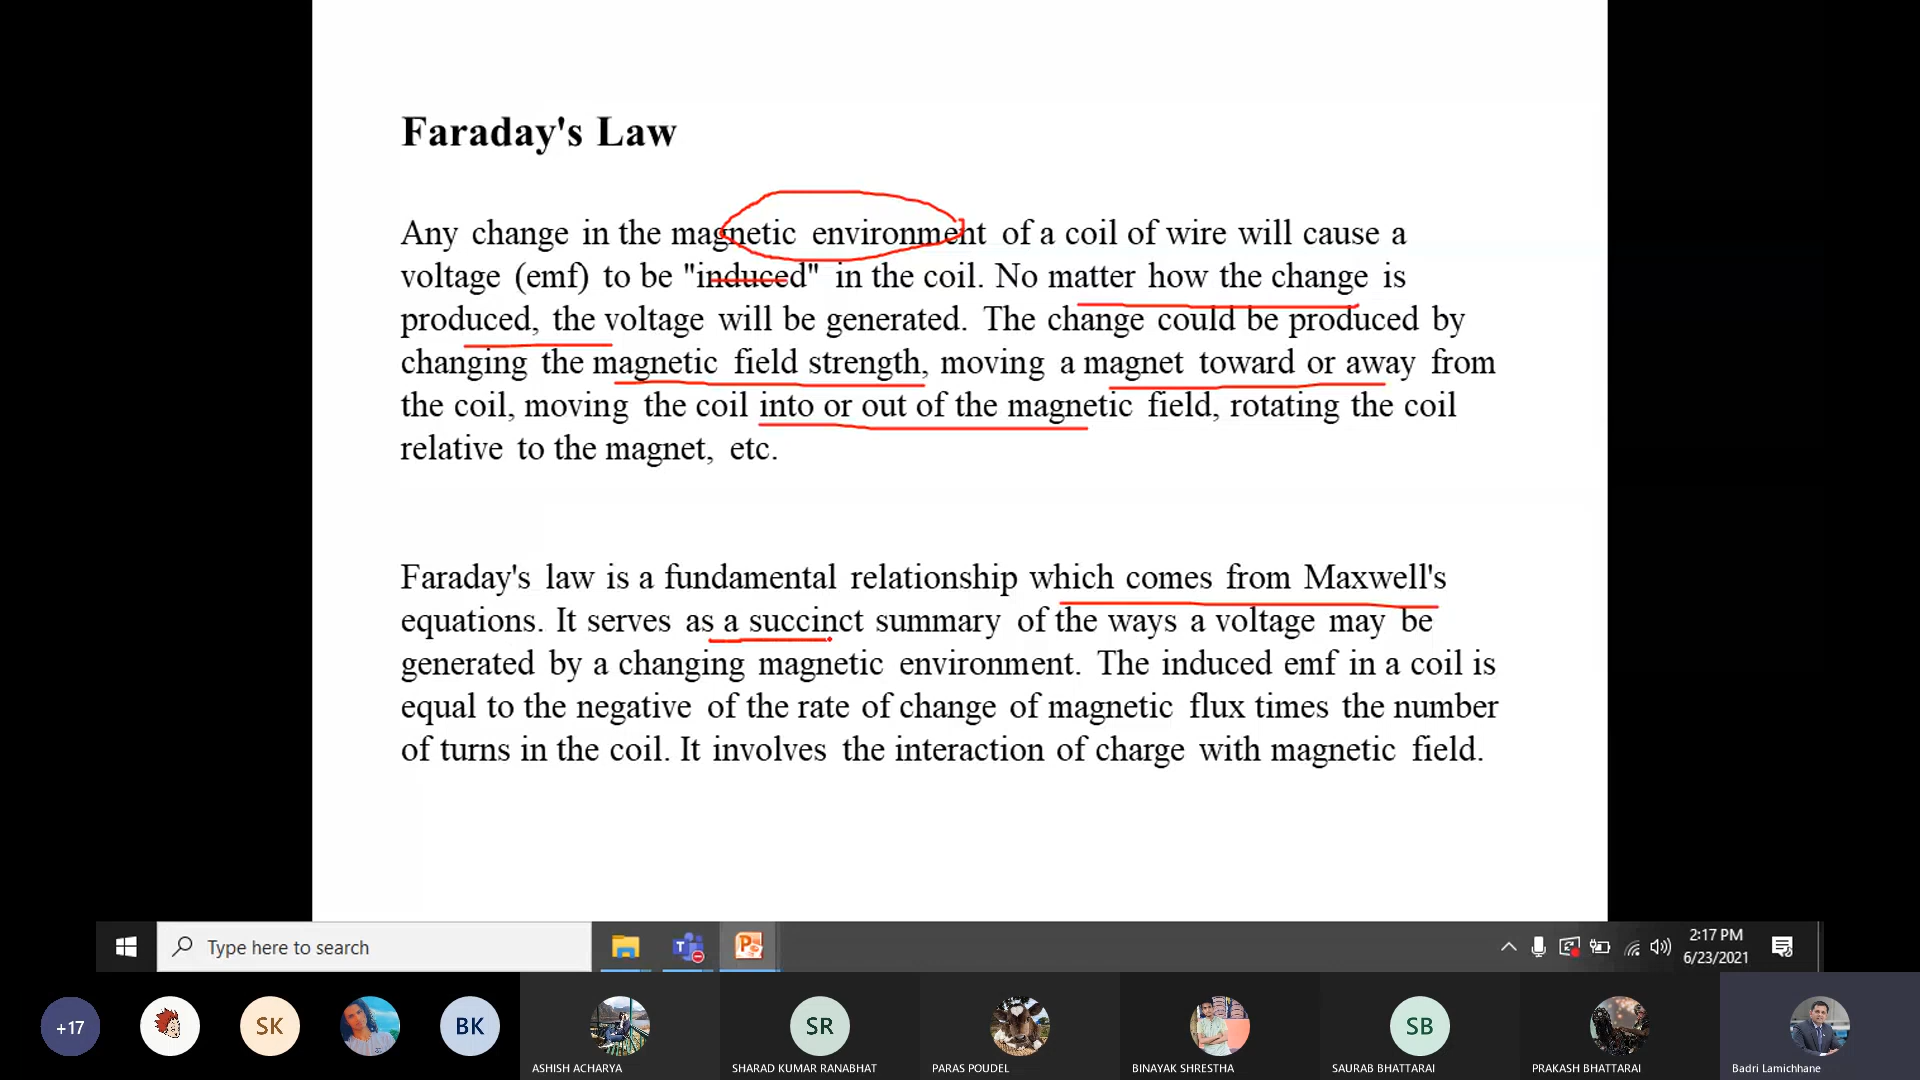 Faraday's Law
Any change in the magnetic environment of a coil of wire will cause a
voltage (emf) to be "induced" in the coil. No matter how the change is
produced, the voltage will be generated. The change could be produced by
changing the magnetic field strength, moving a magnet toward or away from
the coil, moving the coil into or out of the magnetic field, rotating the coil
relative to the magnet, etc.
Faraday's law is a fundamental relationship which comes from Maxwell's
equations. It serves as a succinct summary of the ways a voltage may be
generated by a changing magnetic environment. The induced emf in a coil is
equal to the negative of the rate of change of magnetic flux times the number
of turns in the coil. It involves the interaction of charge with magnetic field.
Type here to search
2:17 PM
6/23/2021
+17
SK
BK
SR
SB
ASHISH ACHARYA
SHARAD KUMAR RANABHAT
PARAS POUDEL
BINAYAK SHRESTHA
SAURAB BHATTARAI
PRAKASH BHATTARAI
Badri Lamichhane